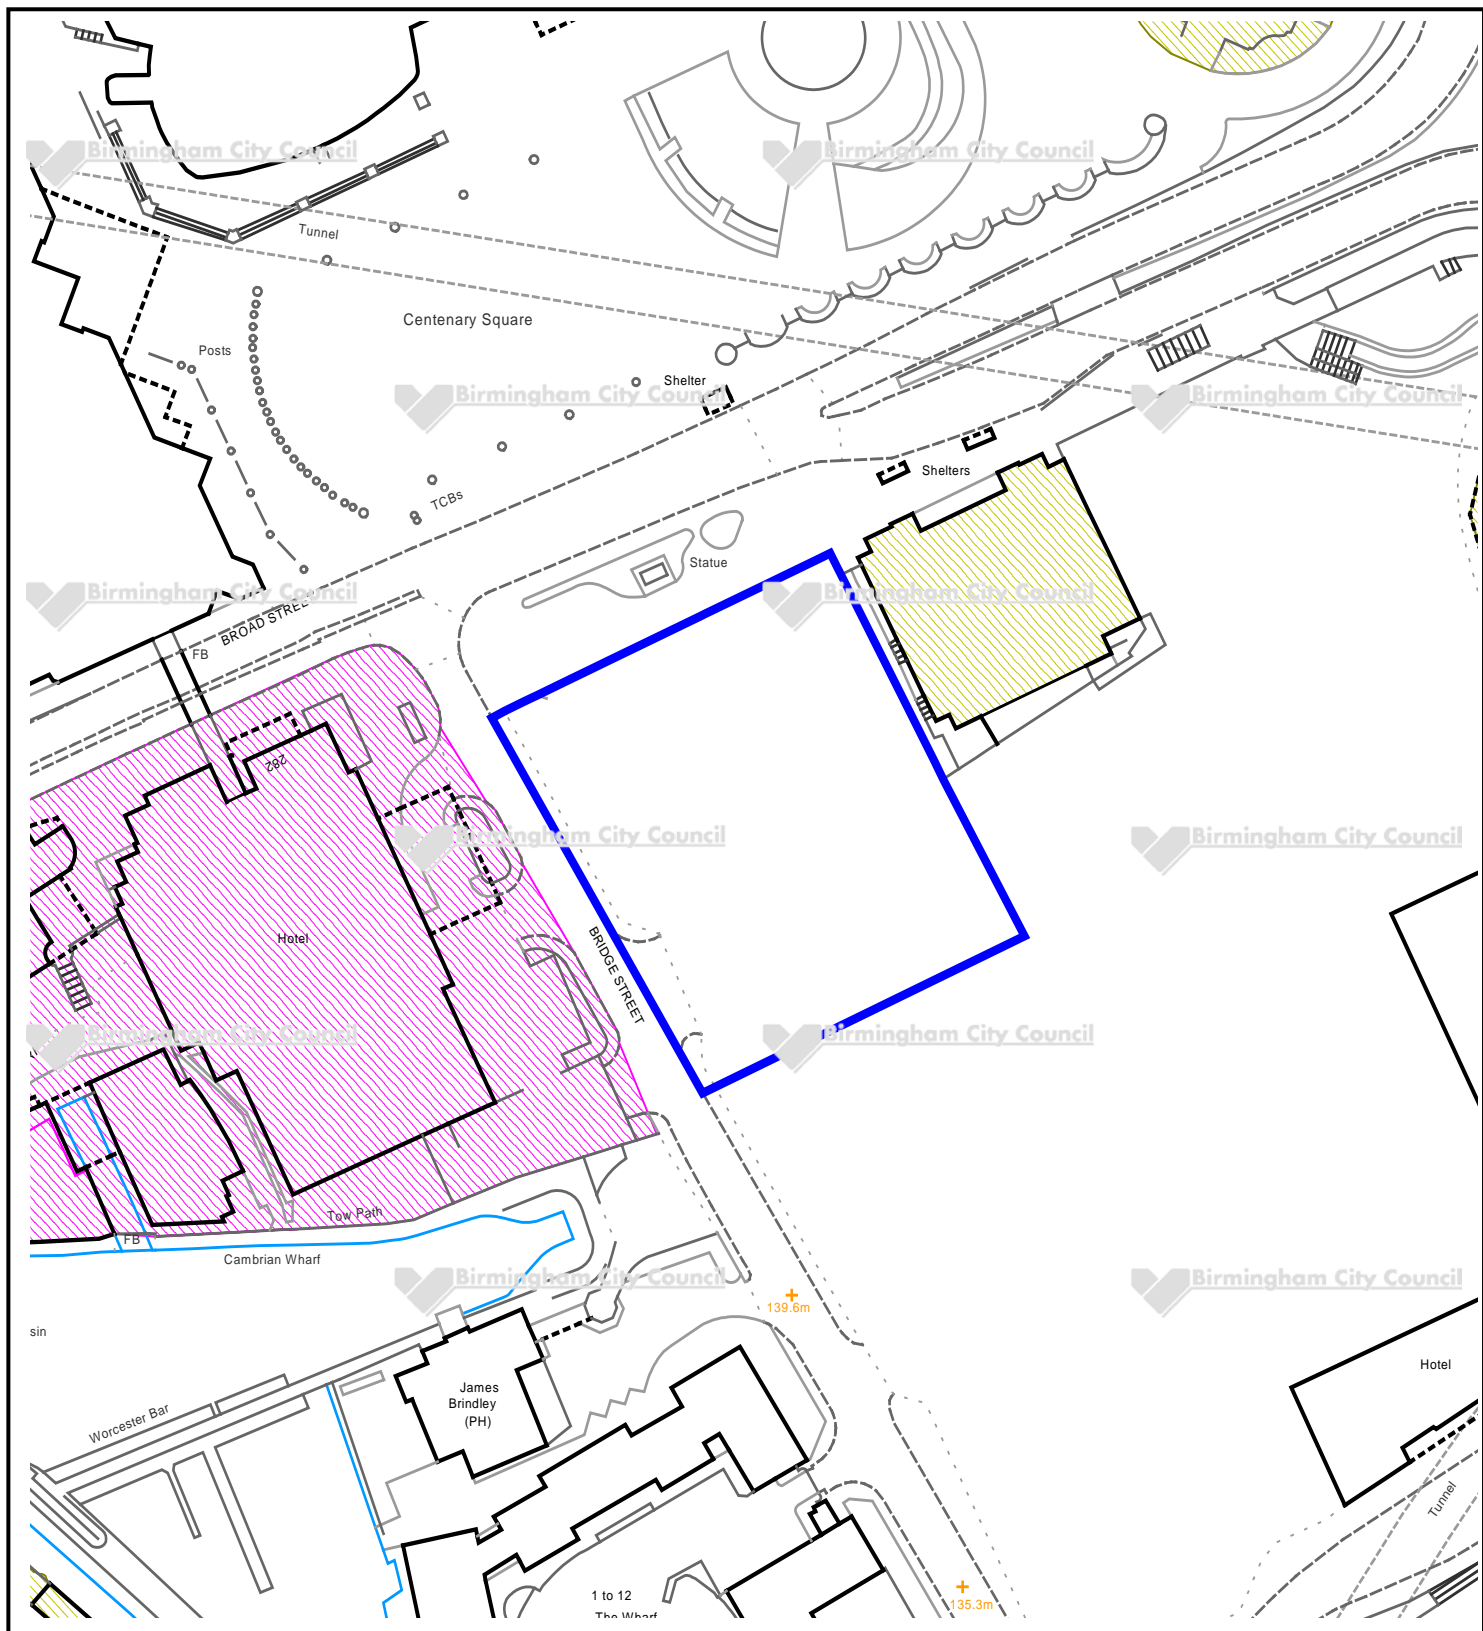 Birmingham City Council
Birmingham City Council
Tunnel
Centenary Square
Posts
Shelter
Birmingham City Council
Birmingham City Council
Shelters
TCBs
Statue
Birmingham City Council
Birmingham City Council
BROAD STREE
FB
282
Birmingham City Council
Birmingham City Council
Hotel
BRIDGE STREET
Birmingham City Council
Birmingham City Council
Tow Path
FB
Cambrian Wharf
Birmingham City Council
Birmingham City Council
139.6m
sin
Hotel
James
Brindley
(PH)
Worcester Bar
Tunnel
1 to 12
The Wharf
135.3m